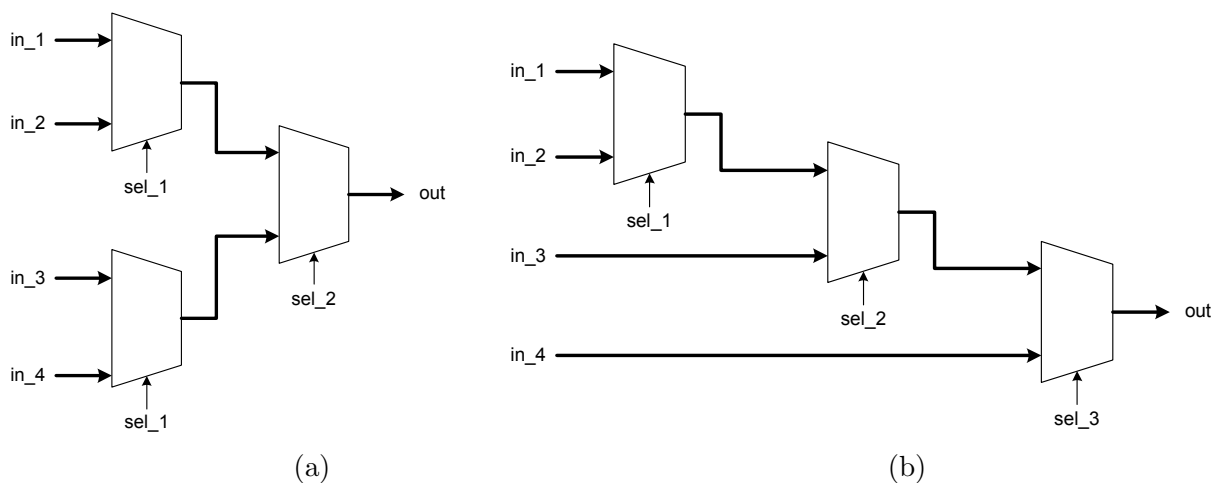 in_1
in_2
sel_1
in_3
in_4
sel_1
sel_2
out
(a)
in_1
in_2
sel_1
in_3
sel_2
in_4
sel_3
out
(b)